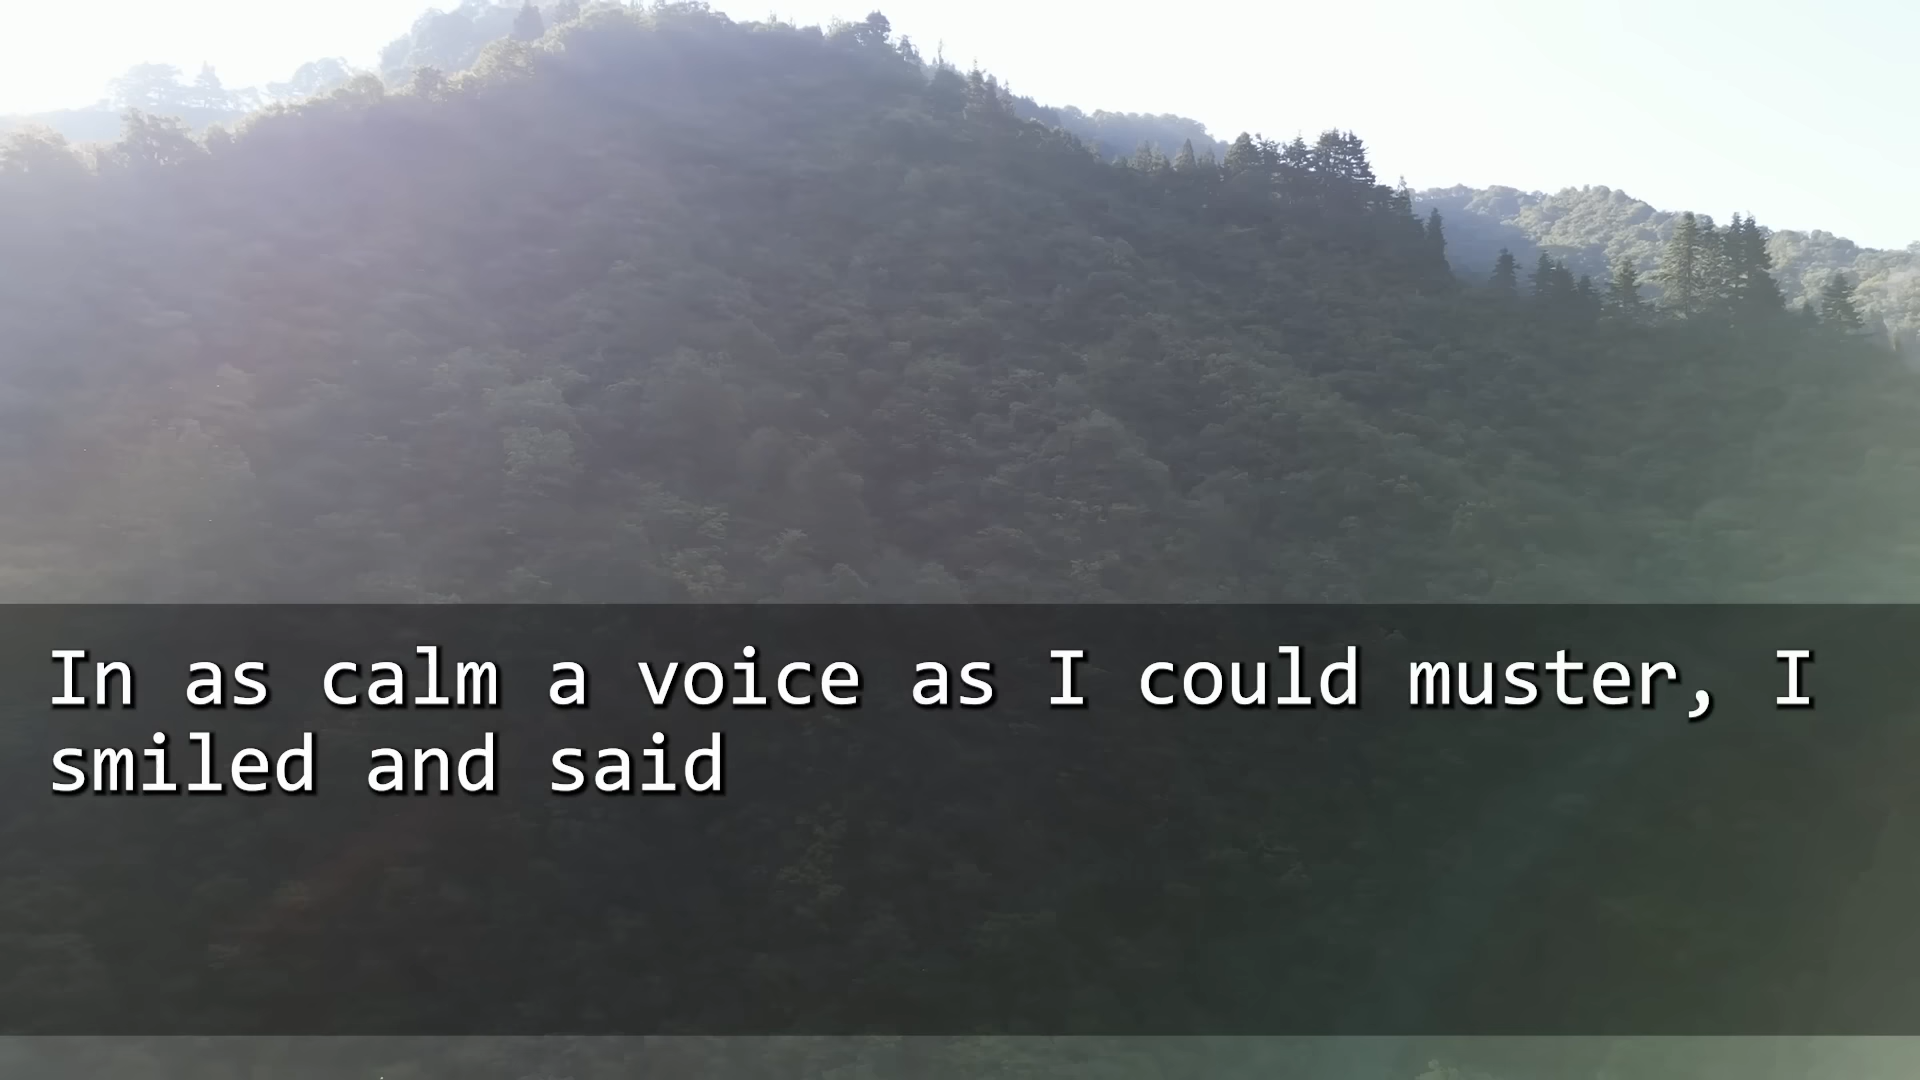 In as calm a voice as I could muster, I
smiled and said